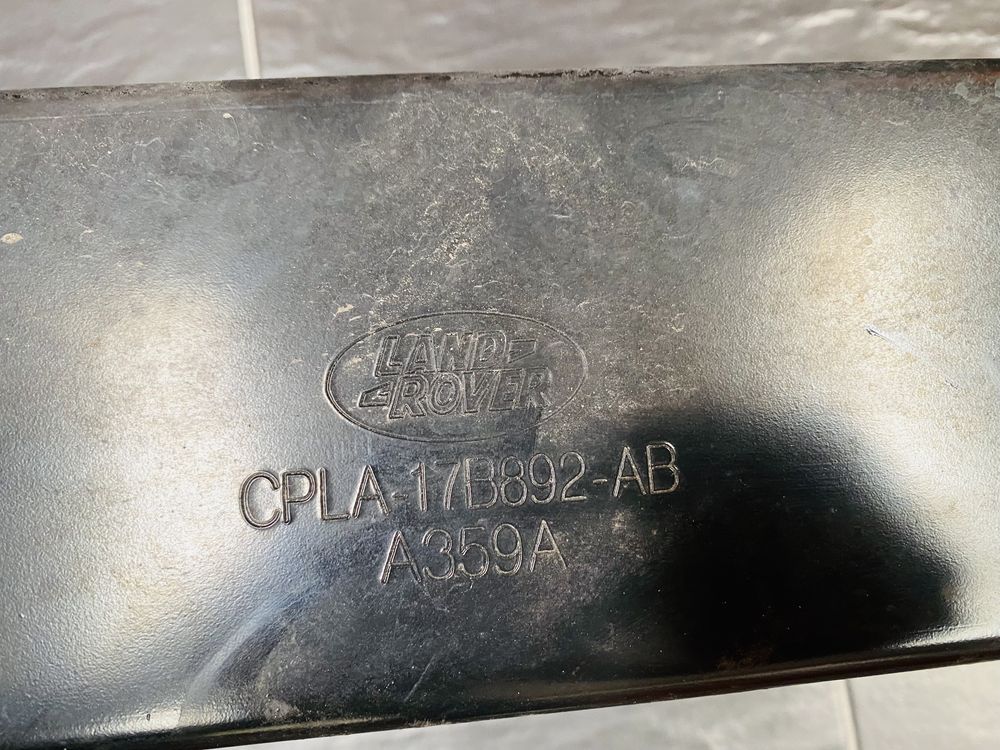 LAND
ROVER
CPLA-17B892-AB
A359A